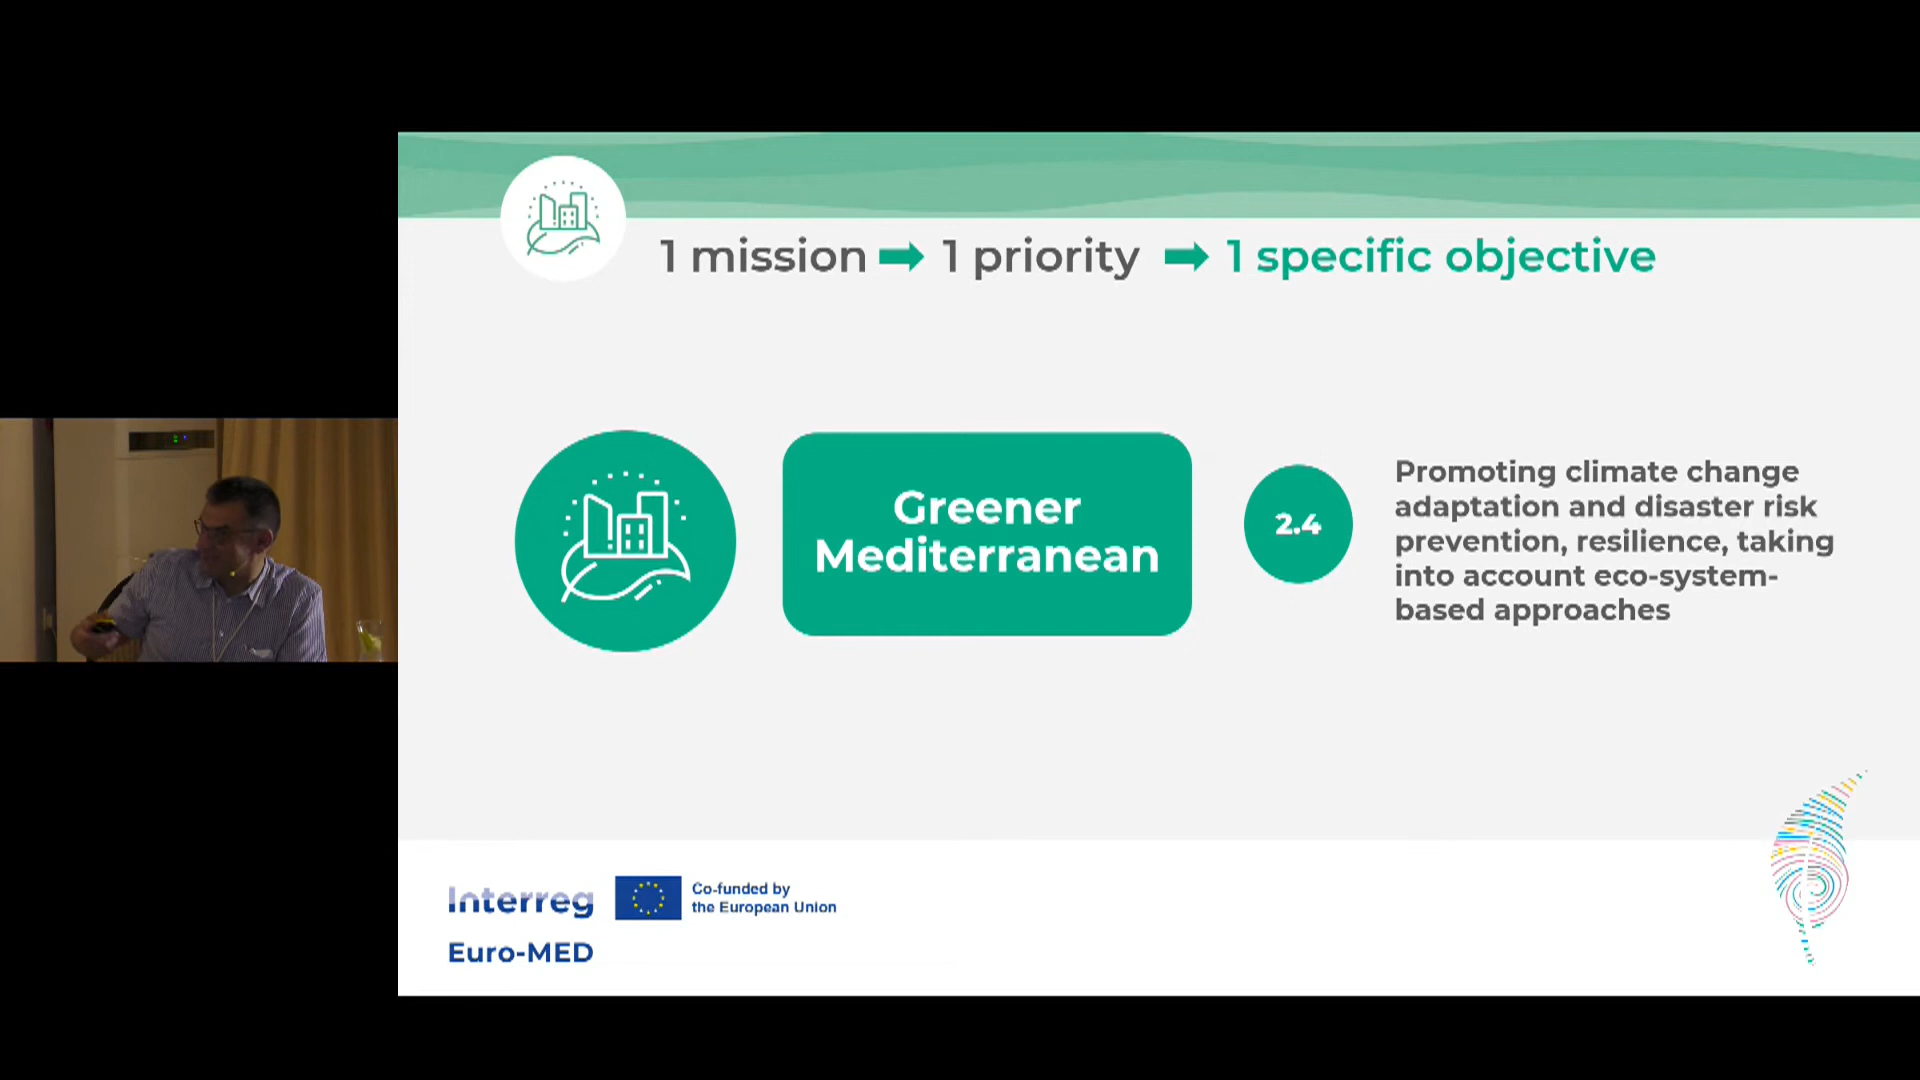 1 mission 1 priority 1 specific objective
Greener
Mediterranean
2.4
Promoting climate change
adaptation and disaster risk
prevention, resilience, taking
into account eco-system-
based approaches
Interreg
Co-funded by
the European Union
Euro-MED